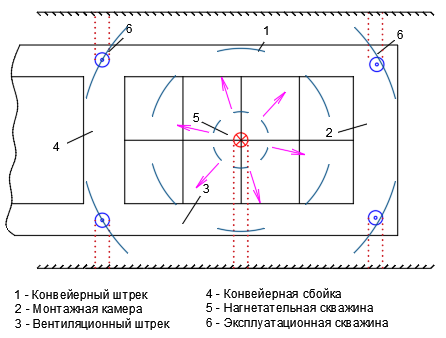 6
1
6
5
2
4
3
1 - Конвейерный штрек
2 - Монтажная камера
3 - Вентиляционный штрек
4 - Конвейерная сбойка
5 - Нагнетательная скважина
6 - Эксплуатационная скважина